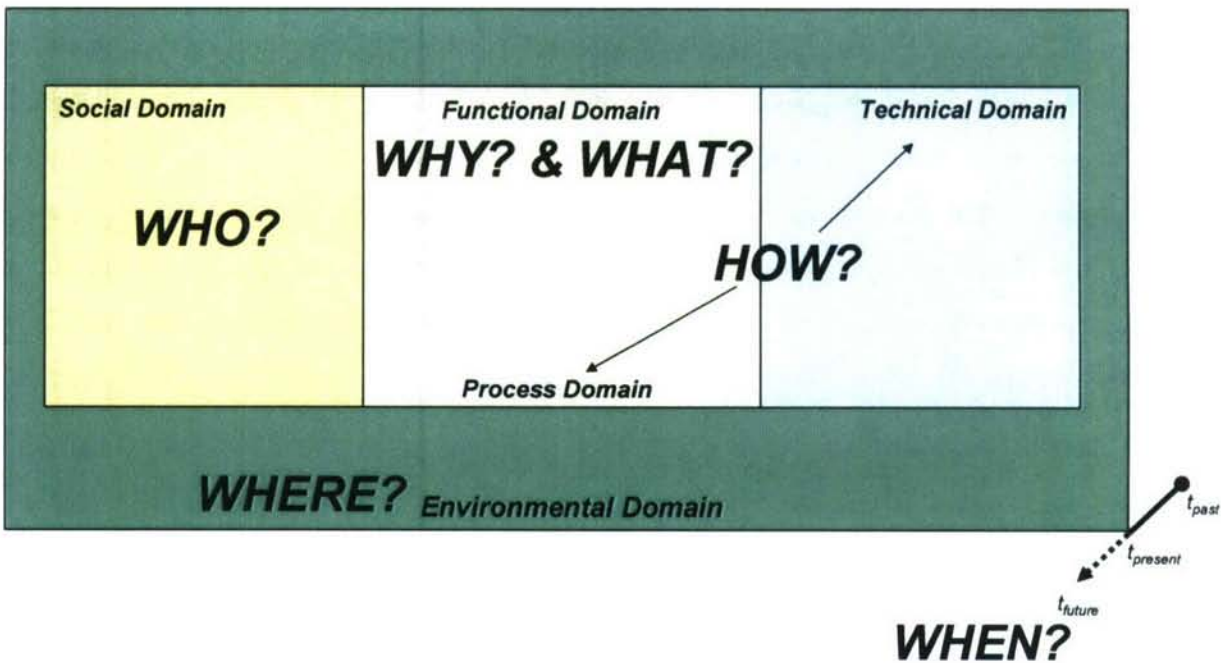 Social Domain
Functional Domain
Technical Domain
WHY? & WHAT?
WHO?
HOW?
Process Domain
WHERE? Environmental Domain
t_past
t_present
t_future
WHEN?